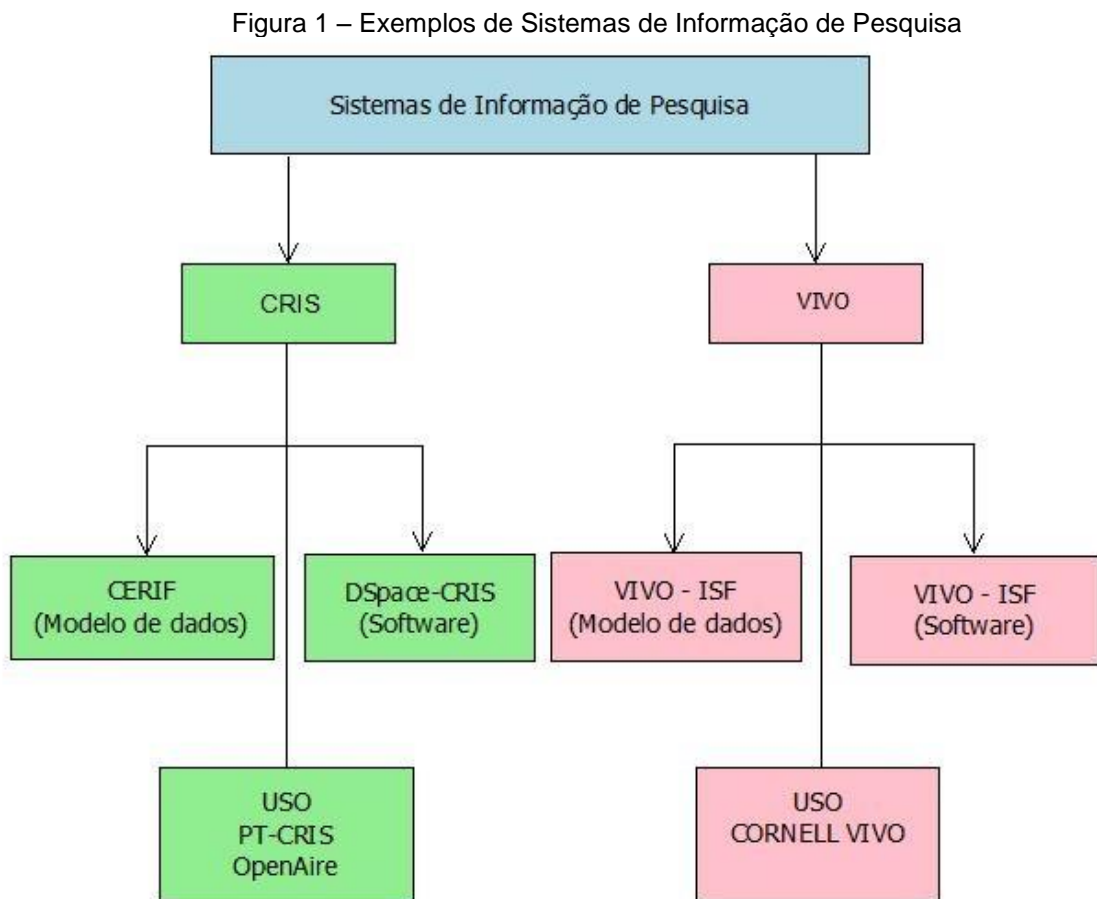 Figura 1 – Exemplos de Sistemas de Informação de Pesquisa
Sistemas de Informação de Pesquisa
CRIS
VIVO
CERIF
(Modelo de dados)
DSpace-CRIS
(Software)
VIVO - ISF
(Modelo de dados)
VIVO - ISF
(Software)
USO
PT-CRIS
OpenAire
USO
CORNELL VIVO